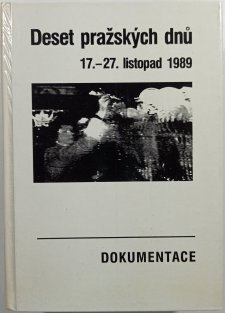 Deset pražských dnů
17.–27. listopad 1989
DOKUMENTACE